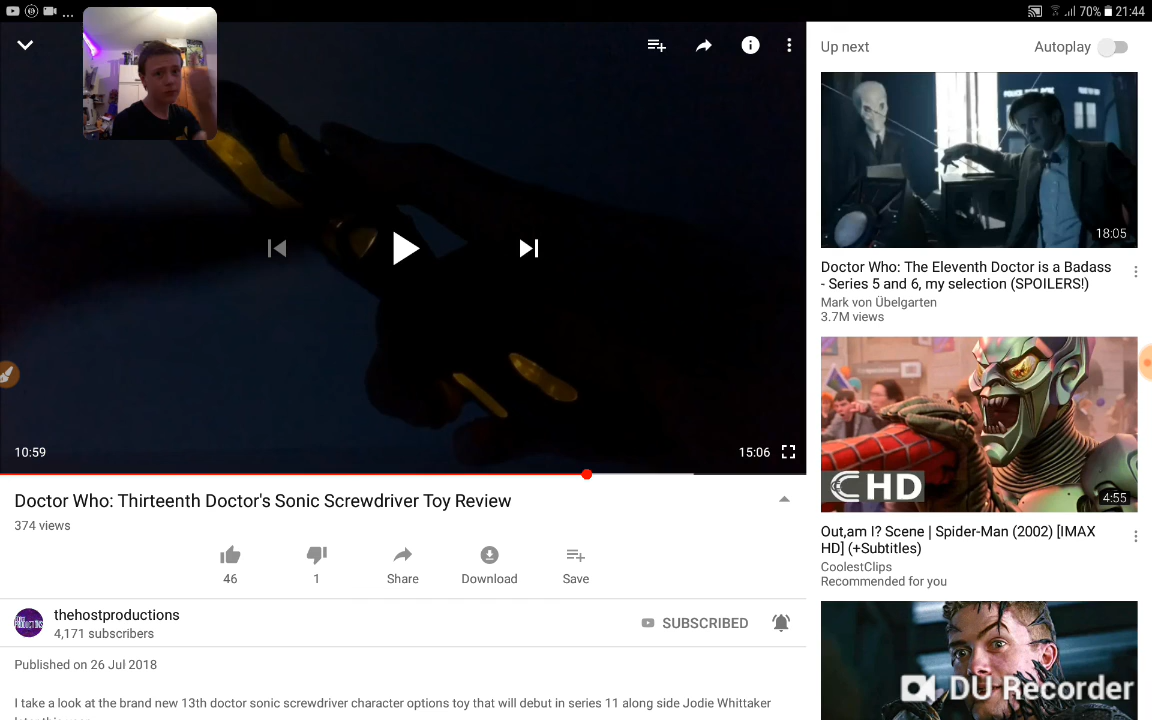 ... 70% 21:44
Up next
Autoplay
POLICE BOX
18:05
Doctor Who: The Eleventh Doctor is a Badass
- Series 5 and 6, my selection (SPOILERS!)
Mark von Übelgarten
3.7M views
10:59
15:06
CHD
4:55
Doctor Who: Thirteenth Doctor's Sonic Screwdriver Toy Review
374 views
46
1
Share
Download
Save
Out,am I? Scene | Spider-Man (2002) [IMAX
HD] (+Subtitles)
CoolestClips
Recommended for you
thehostproductions
4,171 subscribers
SUBSCRIBED
Published on 26 Jul 2018
I take a look at the brand new 13th doctor sonic screwdriver character options toy that will debut in series 11 along side Jodie Whittaker
DU Recorder